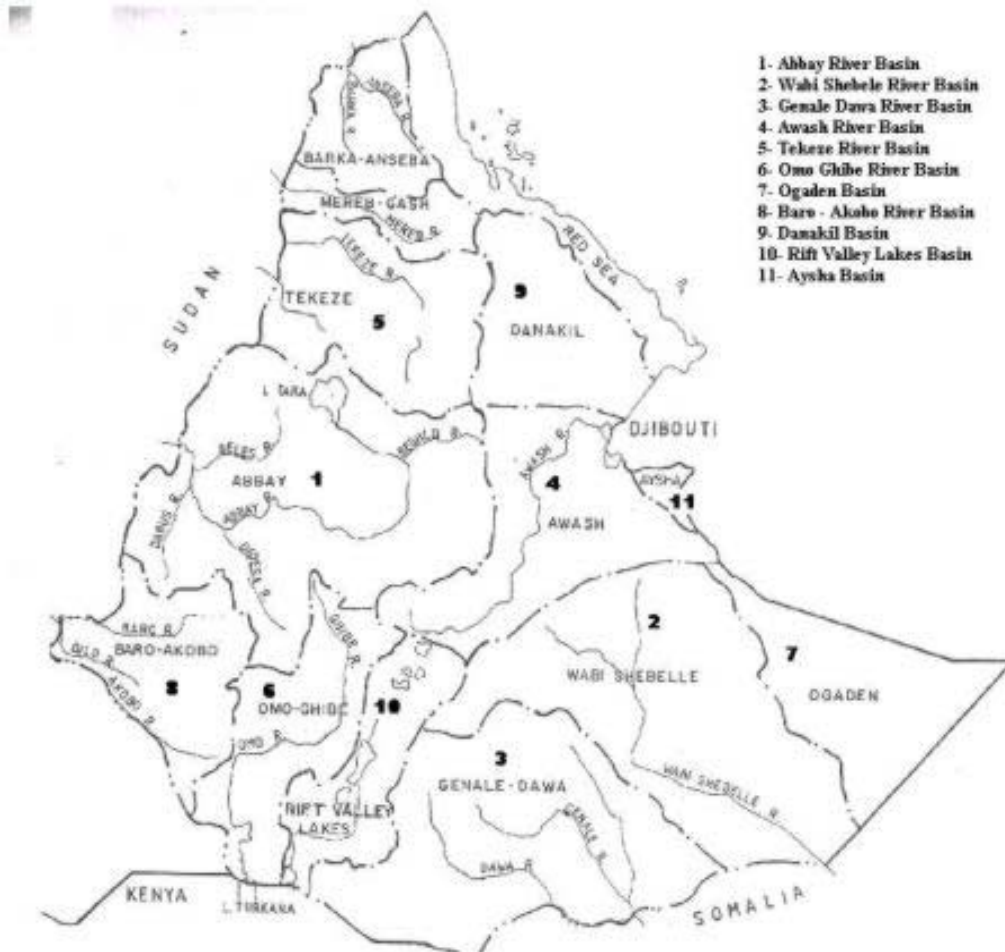 1- Abbay River Basin
2- Wabi Shebele River Basin
3- Genale Dawa River Basin
4- Awash River Basin
5- Tekeze River Basin
6- Omo Ghibe River Basin
7- Ogaden Basin
8- Baro - Akobo River Basin
9- Danakil Basin
10- Rift Valley Lakes Basin
11- Aysha Basin
ANSEBA R.
BARKA-ANSEBA
MEREB-GASH
MEREB R.
RED SEA
SUDAN
TEKEZE R.
TEKEZE
5
9
DANAKIL
L. TANA
BELES R.
BESHILO R.
DJIBOUTI
ABBAY
1
ABBAY R.
AWASH R.
4
AWASH
AYSHA
11
DABUS R.
BARO R.
BARO-AKOBO
GILO R.
AKOBO R.
8
GHIBE R.
6
OMO-GHIBE
OMO R.
10
2
WABI SHEBELLE
7
OGADEN
3
GENALE-DAWA
GENALE R.
DAWA R.
WABI SHEBELLE R.
RIFT VALLEY
LAKES
KENYA
L. TURKANA
SOMALIA